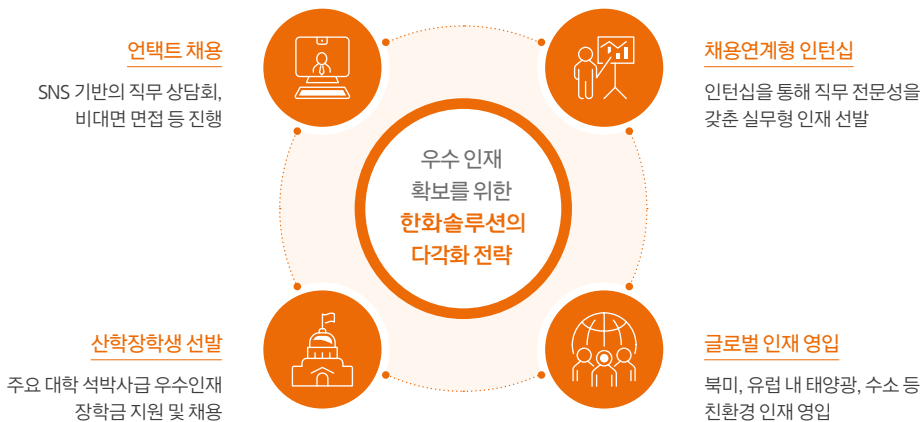 언택트 채용
SNS 기반의 직무 상담회,
비대면 면접 등 진행
채용연계형 인턴십
인턴십을 통해 직무 전문성을
갖춘 실무형 인재 선발
우수 인재
확보를 위한
한화솔루션의
다각화 전략
산학장학생 선발
주요 대학 석박사급 우수인재
장학금 지원 및 채용
글로벌 인재 영입
북미, 유럽 내 태양광, 수소 등
친환경 인재 영입